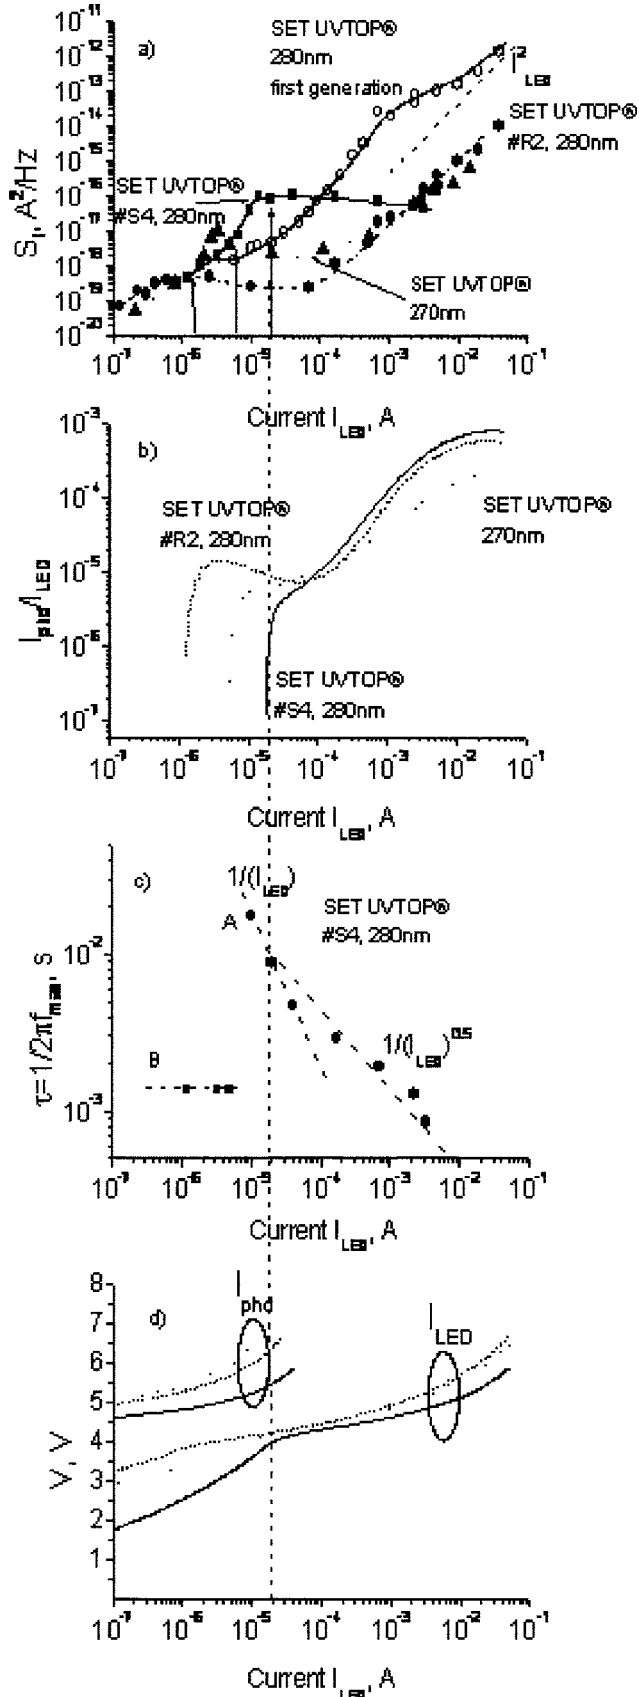 10⁻¹¹
10⁻¹²
10⁻¹³
10⁻¹⁴
10⁻¹⁵
10⁻¹⁶
10⁻¹⁷
10⁻¹⁸
10⁻¹⁹
10⁻²⁰
S_I, A²/Hz
a)
SET UVTOP®
280nm
first generation
I²_LED
SET UVTOP®
#R2, 280nm
SET UVTOP®
#S4, 280nm
SET UVTOP®
270nm
10⁻⁷ 10⁻⁶ 10⁻⁵ 10⁻⁴ 10⁻³ 10⁻² 10⁻¹
Current I_LED, A
10⁻³
10⁻⁴
10⁻⁵
10⁻⁶
10⁻⁷
I_phd/I_LED
b)
SET UVTOP®
#R2, 280nm
SET UVTOP®
270nm
SET UVTOP®
#S4, 280nm
10⁻⁷ 10⁻⁶ 10⁻⁵ 10⁻⁴ 10⁻³ 10⁻² 10⁻¹
Current I_LED, A
10⁻²
10⁻³
τ=1/2πf_max, s
c)
1/(I_LED)
A
SET UVTOP®
#S4, 280nm
B
1/(I_LED)^0.5
10⁻⁷ 10⁻⁶ 10⁻⁵ 10⁻⁴ 10⁻³ 10⁻² 10⁻¹
Current I_LED, A
8
7
6
5
4
3
2
1
V, V
d)
I_phd
I_LED
10⁻⁷ 10⁻⁶ 10⁻⁵ 10⁻⁴ 10⁻³ 10⁻² 10⁻¹
Current I_LED, A